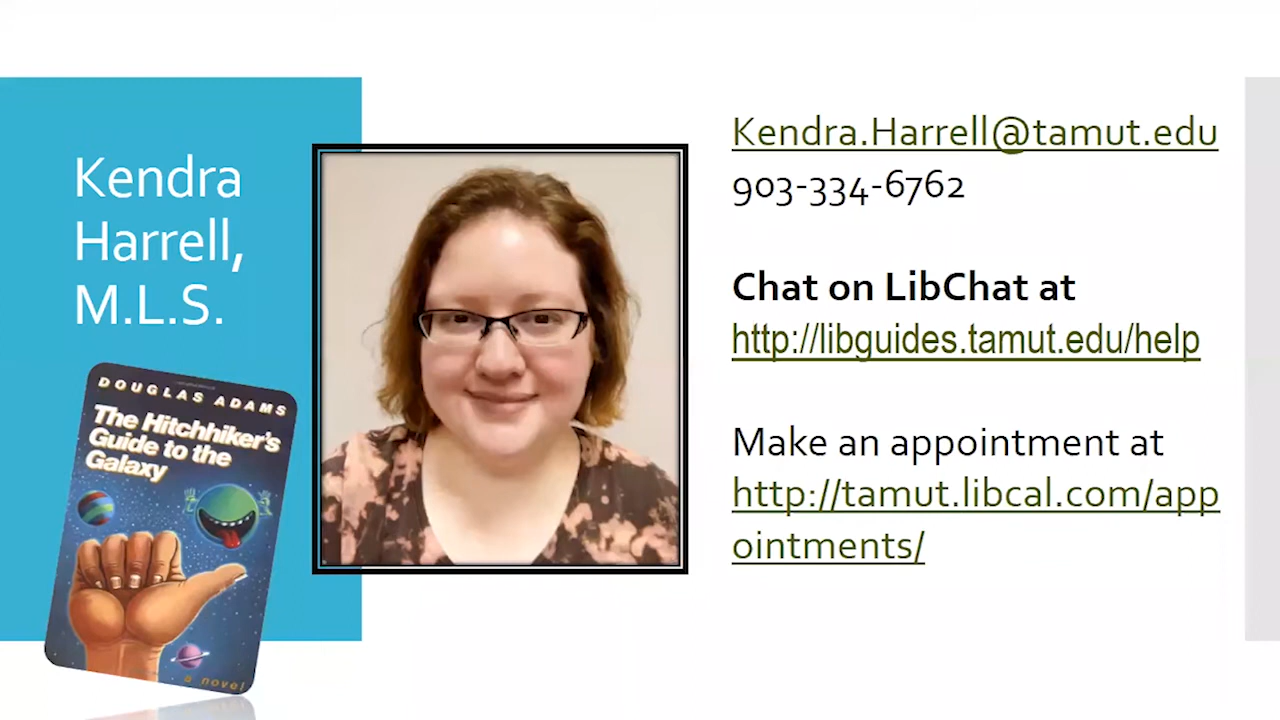 Kendra
Harrell,
M.L.S.
DOUGLAS ADAMS
The Hitchhiker's
Guide to the
Galaxy
a novel
Kendra.Harrell@tamut.edu
903-334-6762
Chat on LibChat at
http://libguides.tamut.edu/help
Make an appointment at
http://tamut.libcal.com/app
ointments/